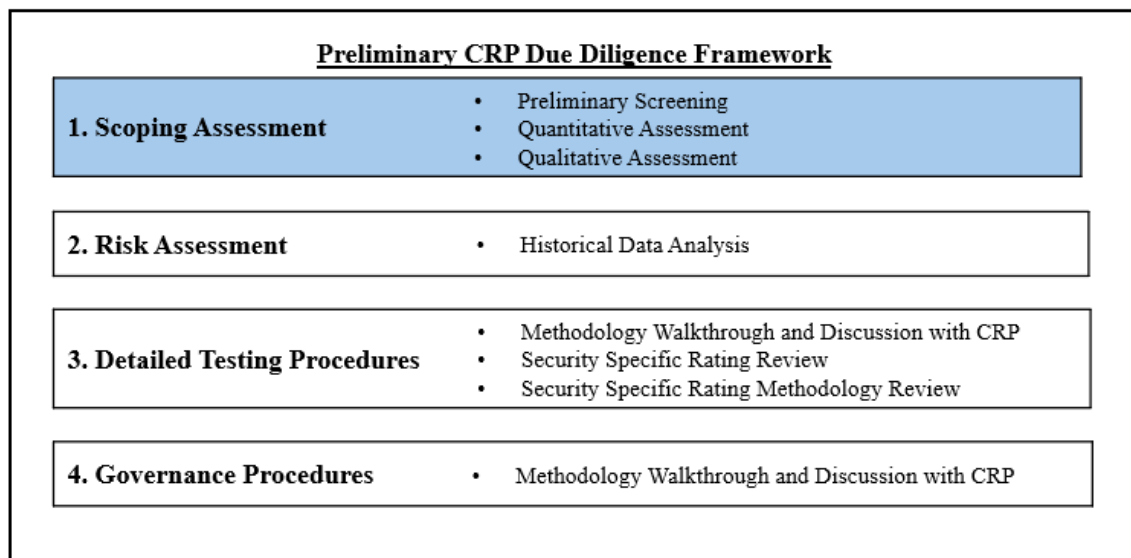 Preliminary CRP Due Diligence Framework
1. Scoping Assessment
• Preliminary Screening
• Quantitative Assessment
• Qualitative Assessment
2. Risk Assessment
• Historical Data Analysis
3. Detailed Testing Procedures
• Methodology Walkthrough and Discussion with CRP
• Security Specific Rating Review
• Security Specific Rating Methodology Review
4. Governance Procedures
• Methodology Walkthrough and Discussion with CRP